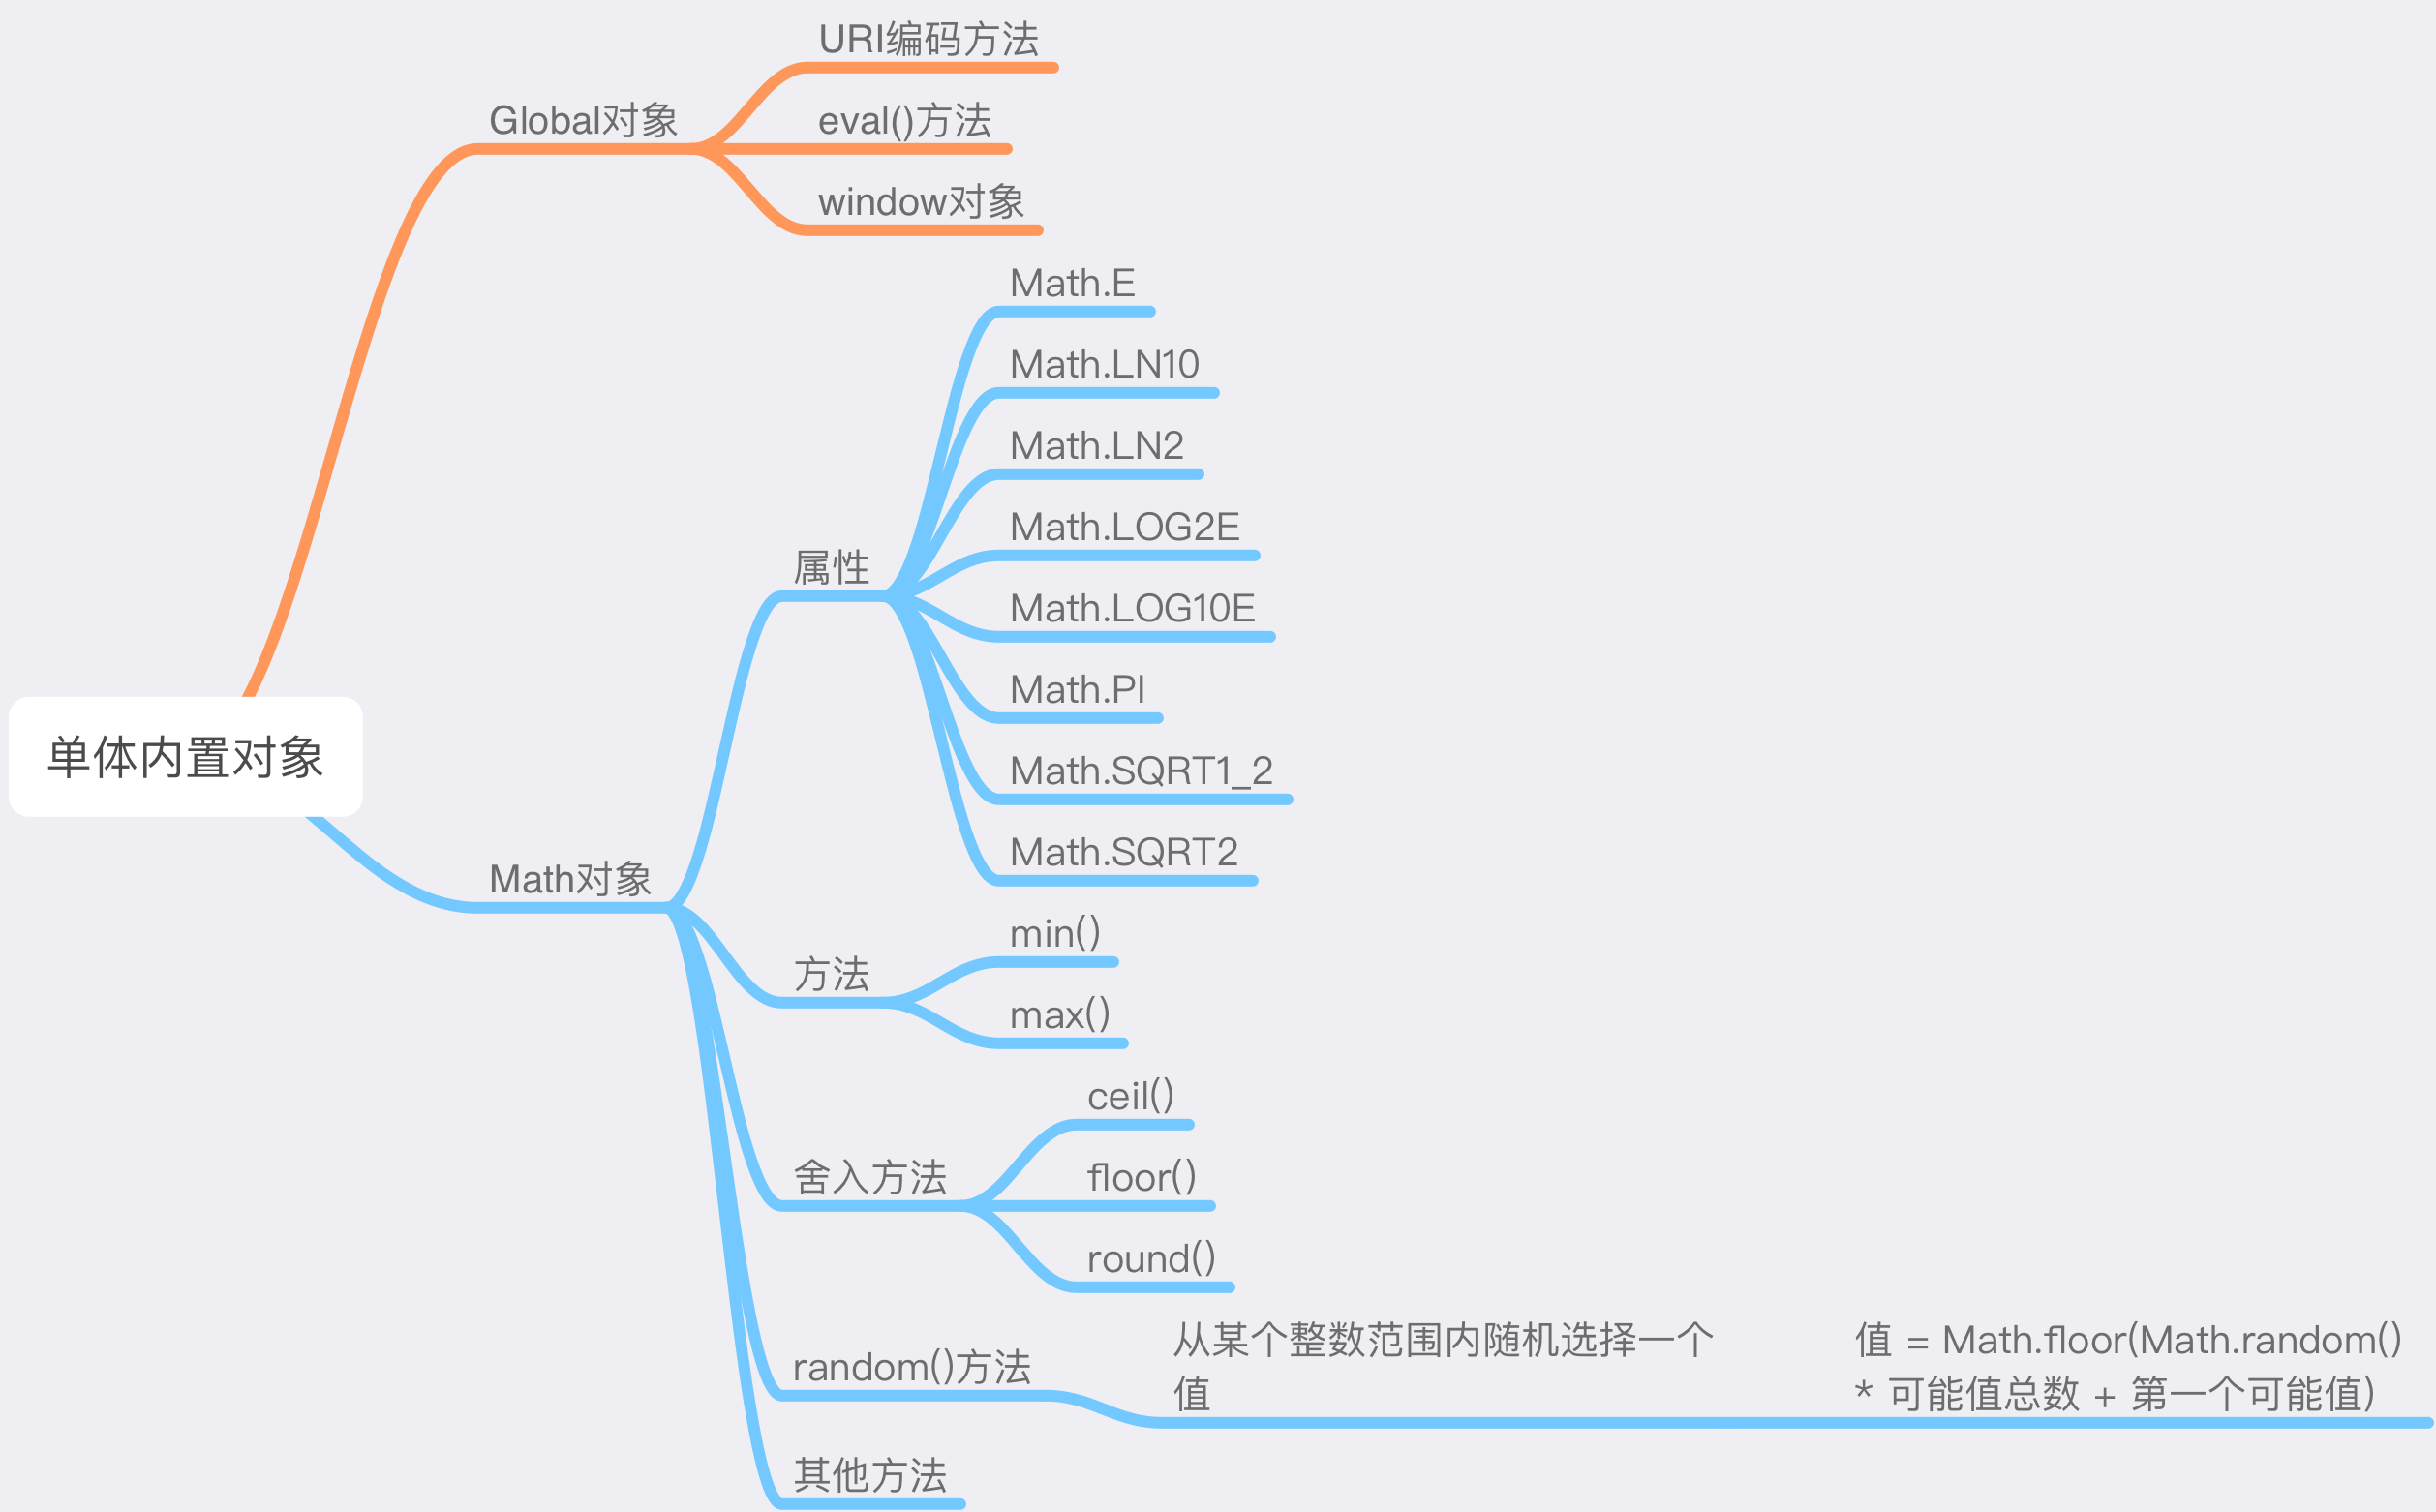 单体内置对象
Global对象
URI编码方法
eval()方法
window对象
Math对象
属性
Math.E
Math.LN10
Math.LN2
Math.LOG2E
Math.LOG10E
Math.PI
Math.SQRT1_2
Math.SQRT2
方法
min()
max()
舍入方法
ceil()
floor()
round()
random()方法
从某个整数范围内随机选择一个
值
值 = Math.floor(Math.random()
* 可能值总数 + 第一个可能值)
其他方法